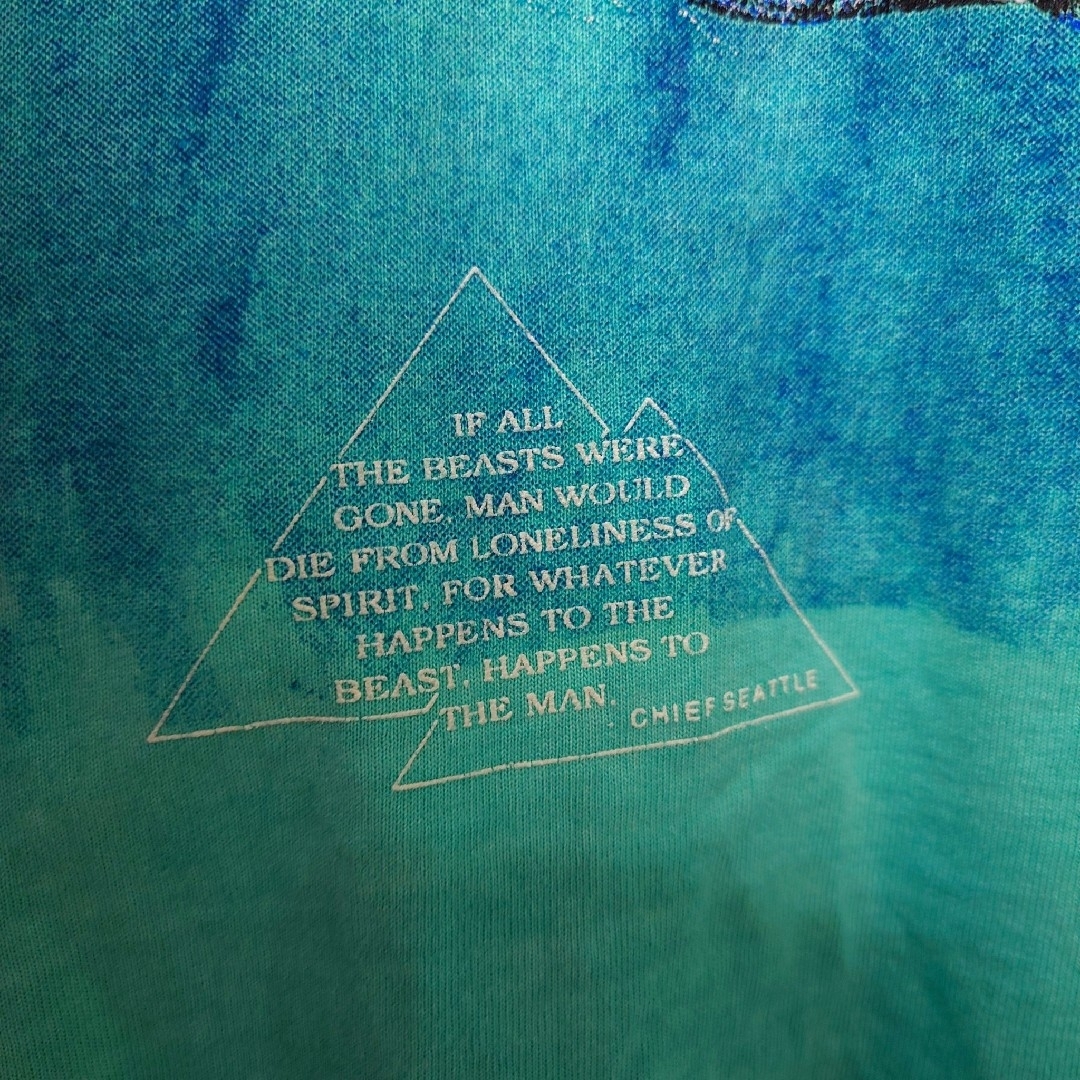 IF ALL
THE BEASTS WERE
GONE, MAN WOULD
DIE FROM LONELINESS OF
SPIRIT, FOR WHATEVER
HAPPENS TO THE
BEAST, HAPPENS TO
THE MAN.
CHIEF SEATTLE